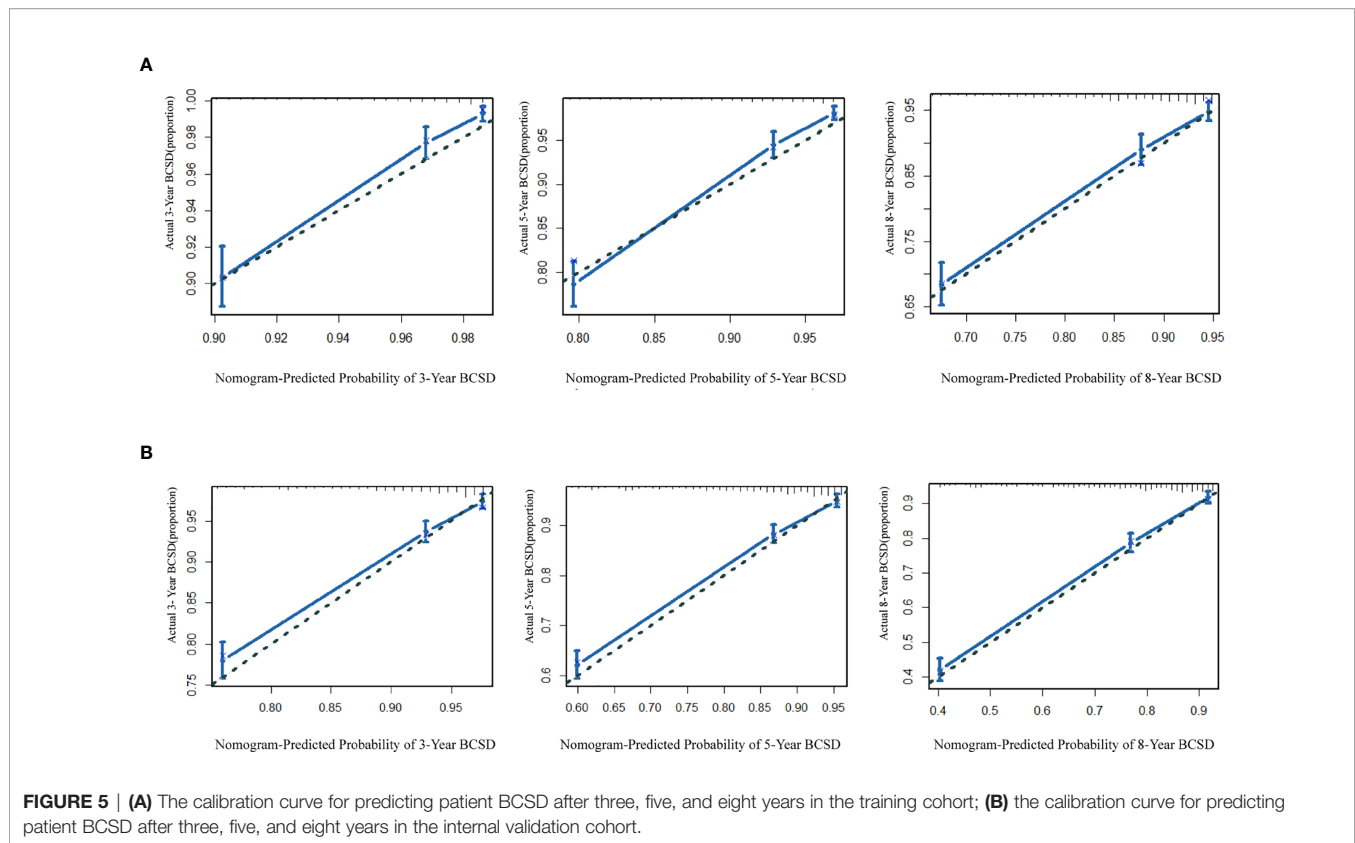 A
Actual 3-Year BCSD(proportion)
0.90 0.92 0.94 0.96 0.98 1.00
0.90 0.92 0.94 0.96 0.98
Nomogram-Predicted Probability of 3-Year BCSD
Actual 5-Year BCSD(proportion)
0.80 0.85 0.90 0.95
0.80 0.85 0.90 0.95
Nomogram-Predicted Probability of 5-Year BCSD
Actual 8-Year BCSD(proportion)
0.65 0.75 0.85 0.95
0.70 0.75 0.80 0.85 0.90 0.95
Nomogram-Predicted Probability of 8-Year BCSD
B
Actual 3- Year BCSD(proportion)
0.75 0.80 0.85 0.90 0.95
0.80 0.85 0.90 0.95
Nomogram-Predicted Probability of 3-Year BCSD
Actual 5-Year BCSD(proportion)
0.6 0.7 0.8 0.9
0.60 0.65 0.70 0.75 0.80 0.85 0.90 0.95
Nomogram-Predicted Probability of 5-Year BCSD
Actual 8-Year BCSD(proportion)
0.4 0.5 0.6 0.7 0.8 0.9
0.4 0.5 0.6 0.7 0.8 0.9
Nomogram-Predicted Probability of 8-Year BCSD
FIGURE 5 | (A) The calibration curve for predicting patient BCSD after three, five, and eight years in the training cohort; (B) the calibration curve for predicting
patient BCSD after three, five, and eight years in the internal validation cohort.